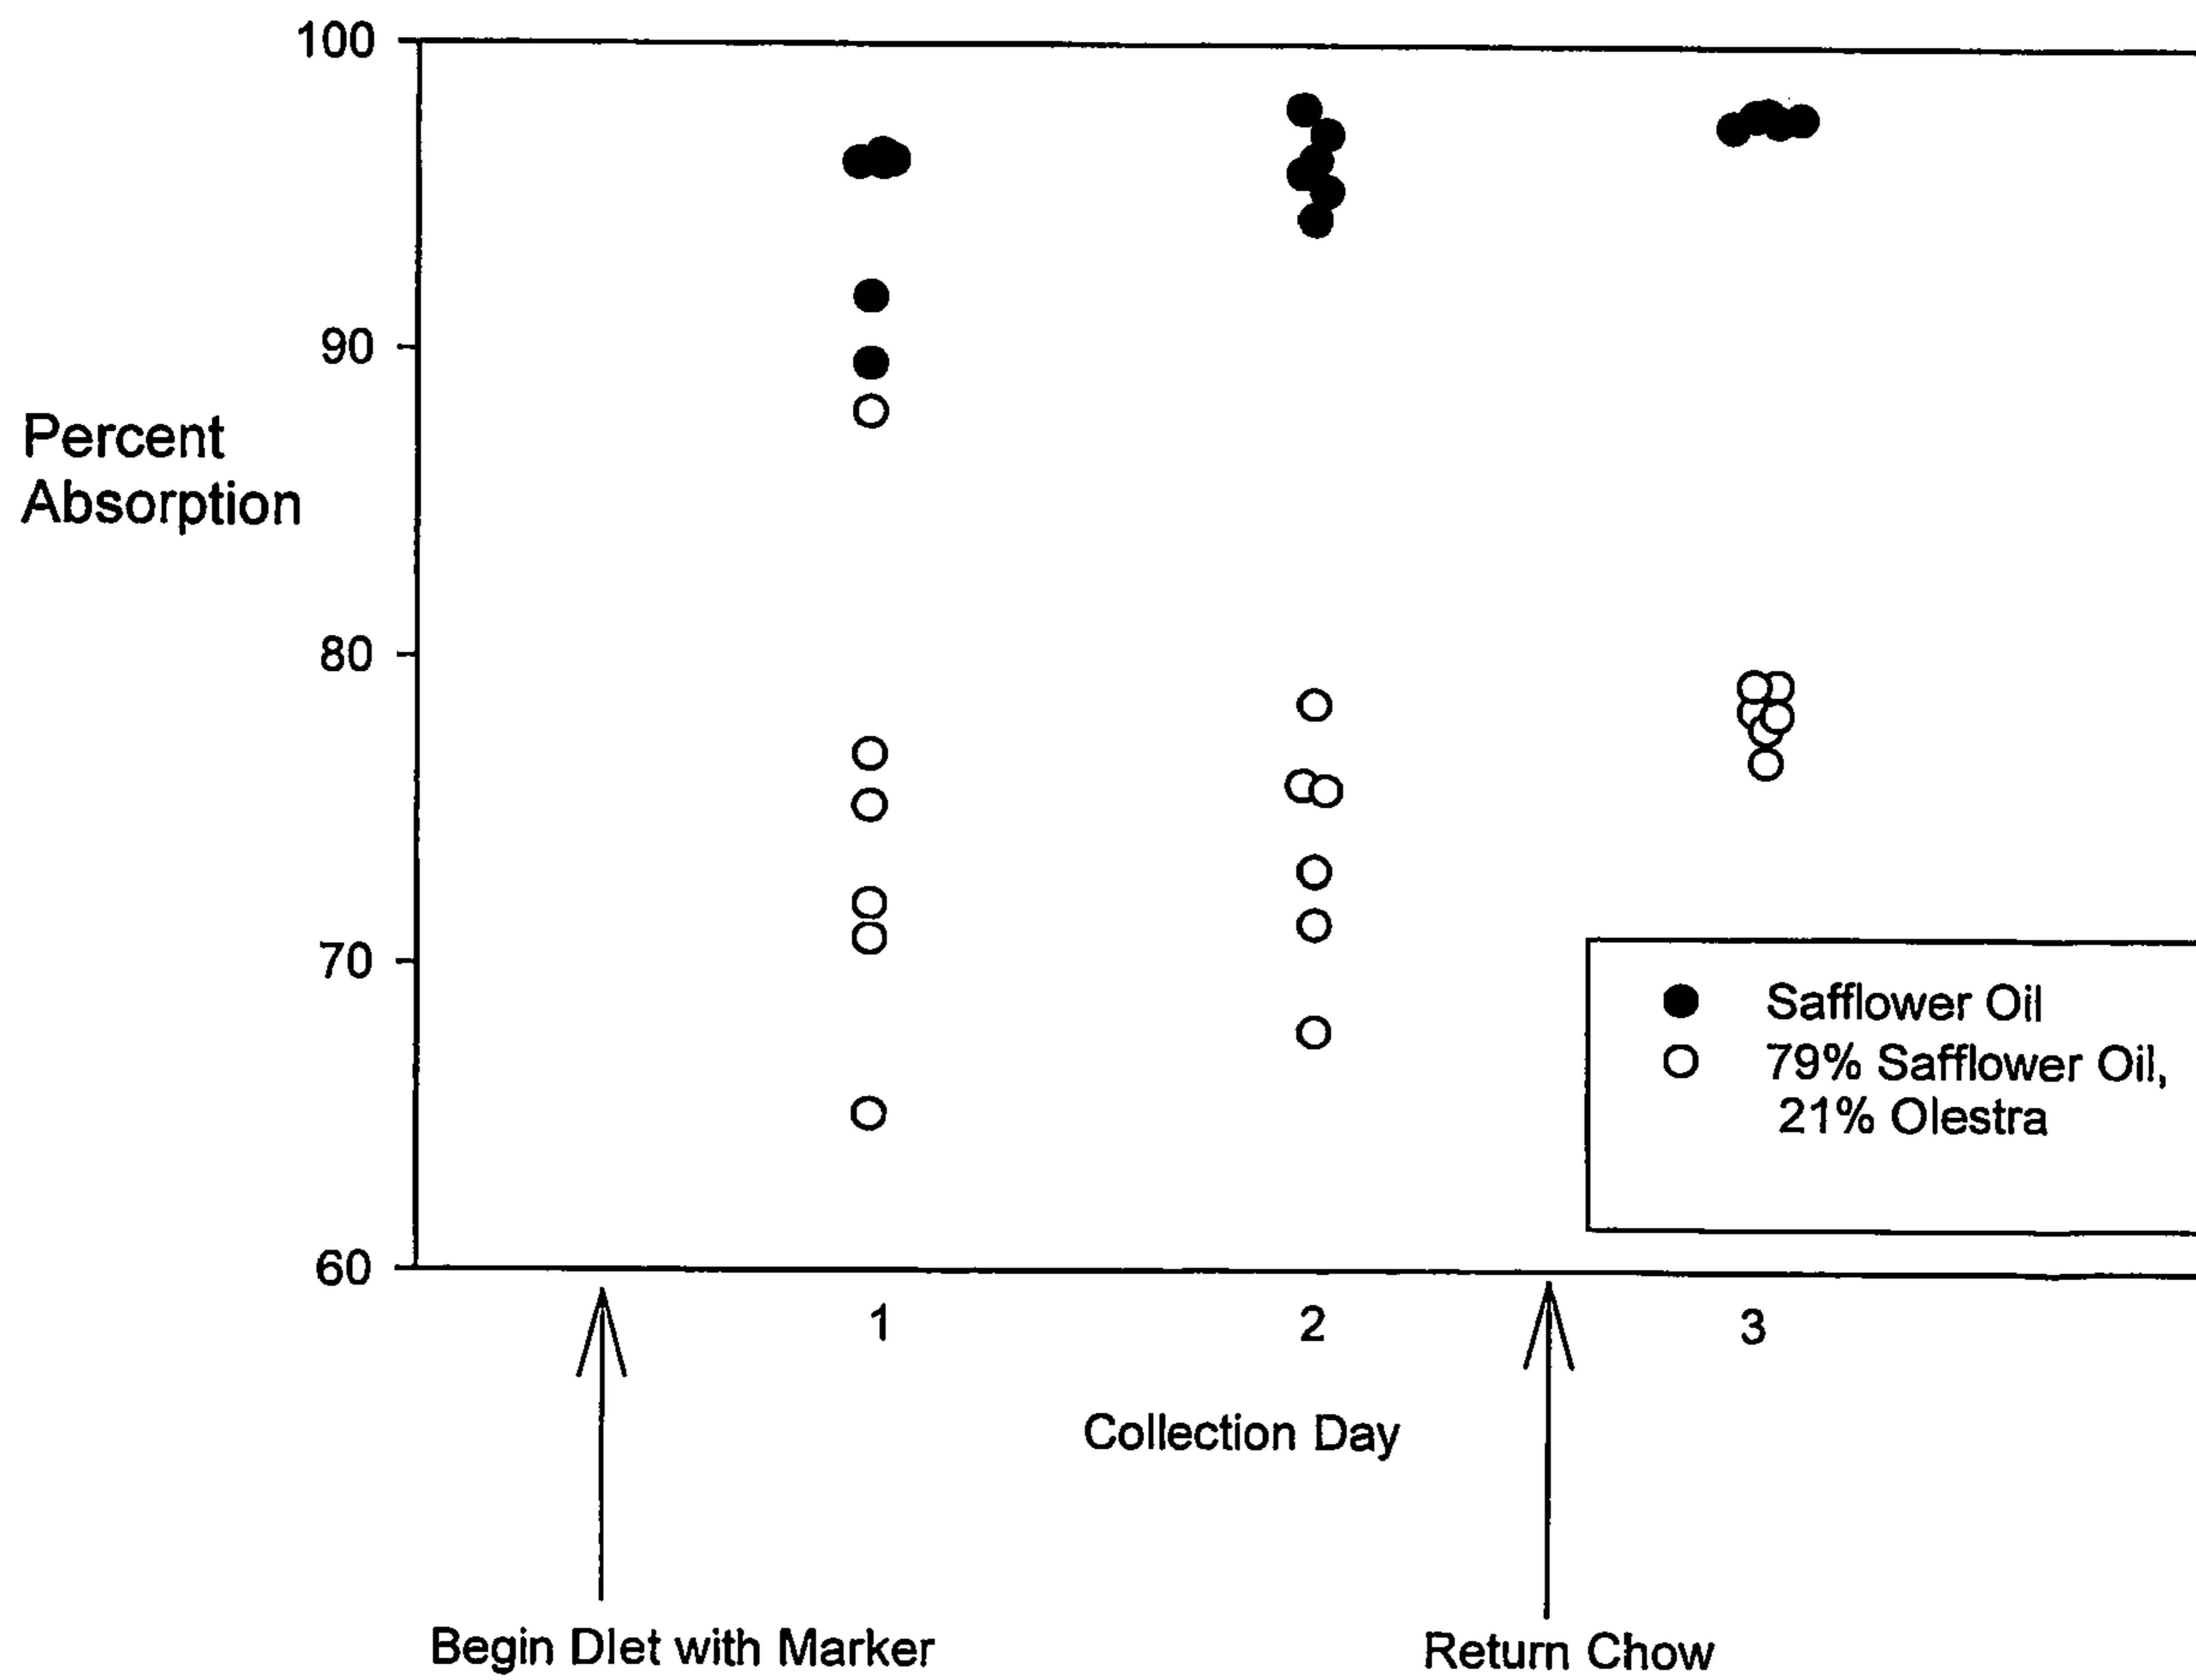 100
90
Percent
Absorption
80
70
60
Safflower Oil
79% Safflower Oil,
21% Olestra
1 2 3
Collection Day
Begin DIet with Marker
Return Chow